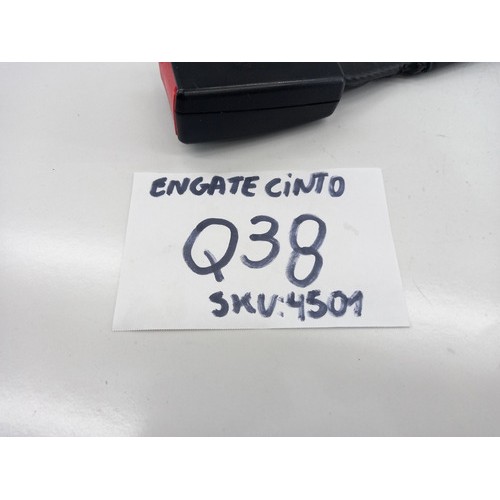 ENGATE CINTO
Q38
SKU:4501